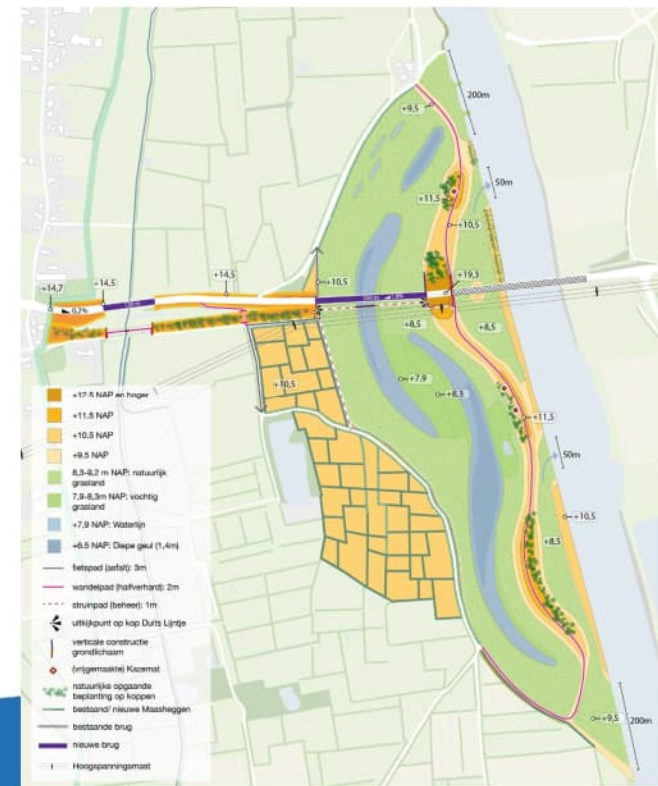 200m
+9,5
50m
+11,5
+10,5
+14,7
+14,5
+14,5
+10,5
+19,3
0,2%
+8,5
+8,5
+10,5
+7,9
+8,3
+11,5
50m
+10,5
+8,5
+9,5
200m
+12.5 NAP en hoger
+11.5 NAP
+10.5 NAP
+9.5 NAP
8,3-9,2 m NAP: natuurlijk
grasland
7,9-8,3m NAP: vochtig
grasland
+7,9 NAP: Waterlijn
+6.5 NAP: Diepe geul (1,4m)
fietspad (asfalt): 3m
wandelpad (halfverhard): 2m
struinpad (beheer): 1m
uitkijkpunt op kop Duits Lijntje
verticale constructie
grondlichaam
(vrijgemaakte) Kazemat
natuurlijke opgaande
beplanting op koppen
bestaand/ nieuwe Maasheggen
bestaande brug
nieuwe brug
Hoogspanningsmast